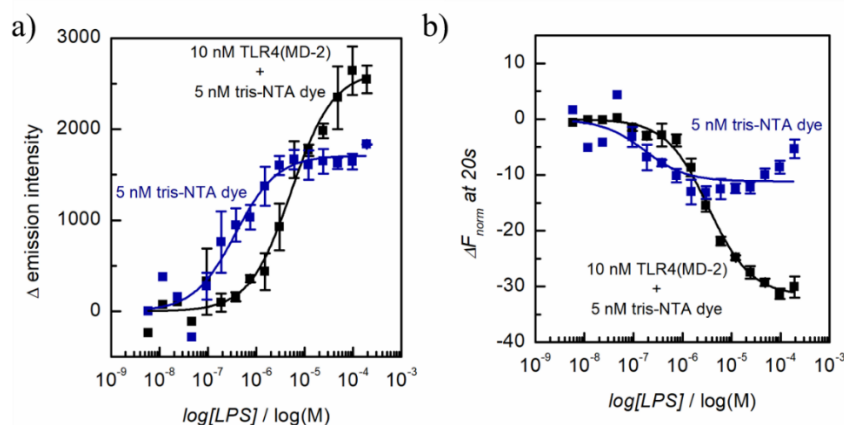 a)
3000
2000
1000
0
Δ emission intensity
10 nM TLR4(MD-2)
+
5 nM tris-NTA dye
5 nM tris-NTA dye
10⁻⁹ 10⁻⁸ 10⁻⁷ 10⁻⁶ 10⁻⁵ 10⁻⁴ 10⁻³
log[LPS] / log(M)
b)
10
0
-10
-20
-30
-40
ΔF_norm at 20s
5 nM tris-NTA dye
10 nM TLR4(MD-2)
+
5 nM tris-NTA dye
10⁻⁹ 10⁻⁸ 10⁻⁷ 10⁻⁶ 10⁻⁵ 10⁻⁴ 10⁻³
log[LPS] / log(M)